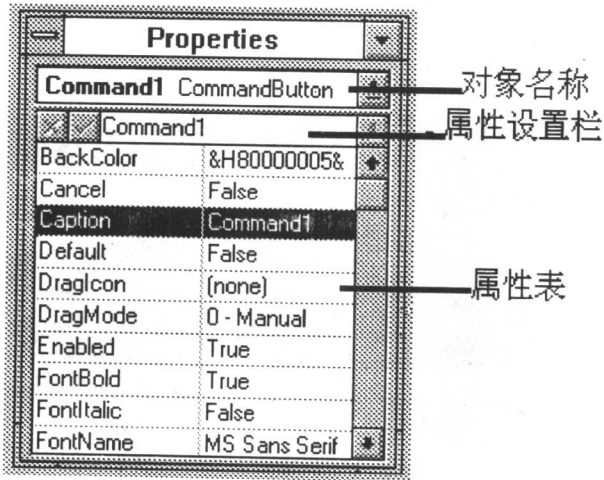 Properties
Command1 CommandButton
对象名称
Command1
属性设置栏
BackColor &H80000005&
Cancel False
Caption Command1
Default False
DragIcon (none)
属性表
DragMode 0 - Manual
Enabled True
FontBold True
FontItalic False
FontName MS Sans Serif